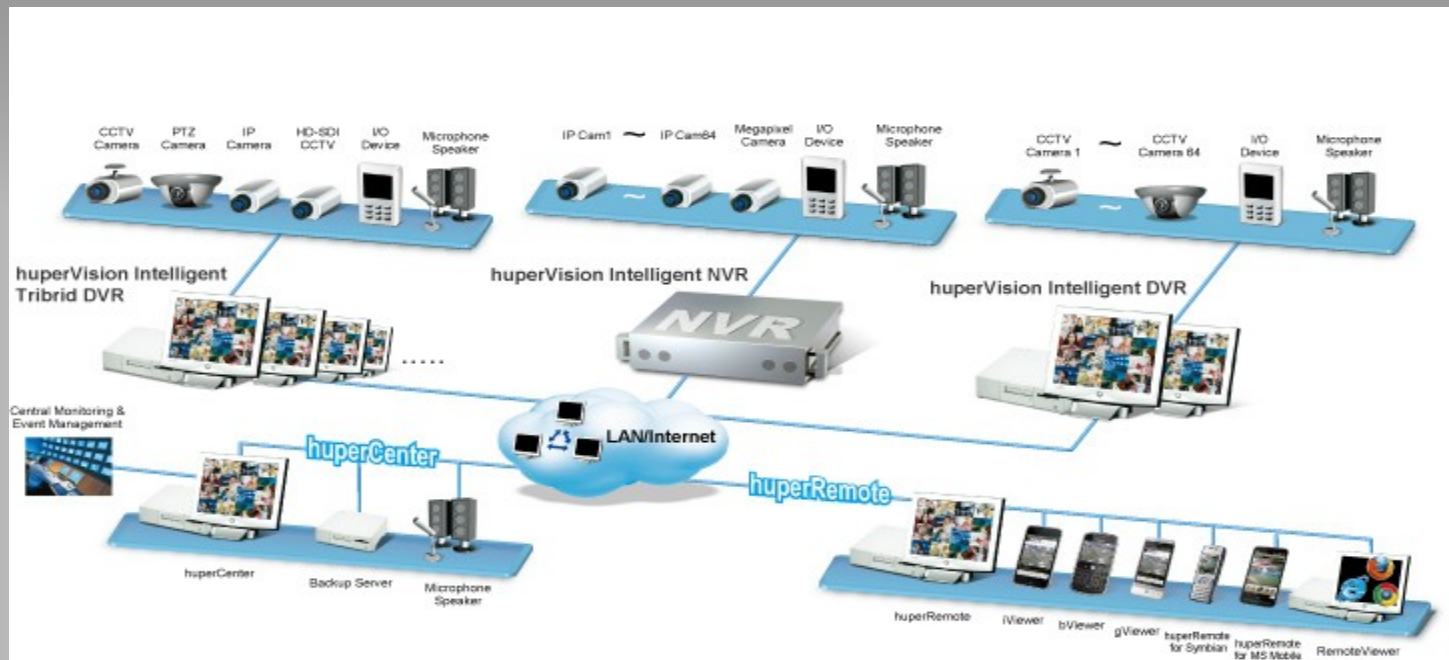 CCTV
Camera
PTZ
Camera
IP
Camera
HD-SDI
CCTV
I/O
Device
Microphone
Speaker
IP Cam1
~
IP Cam64
Megapixel
Camera
I/O
Device
Microphone
Speaker
CCTV
Camera 1
~
CCTV
Camera 64
I/O
Device
Microphone
Speaker
~
~
huperVision Intelligent
Tribrid DVR
huperVision Intelligent NVR
huperVision Intelligent DVR
NVR
.....
Central Monitoring &
Event Management
huperCenter
LAN/Internet
huperRemote
huperCenter
Backup Server
Microphone
Speaker
huperRemote
iViewer
bViewer
gViewer
huperRemote
for Symbian
huperRemote
for MS Mobile
RemoteViewer